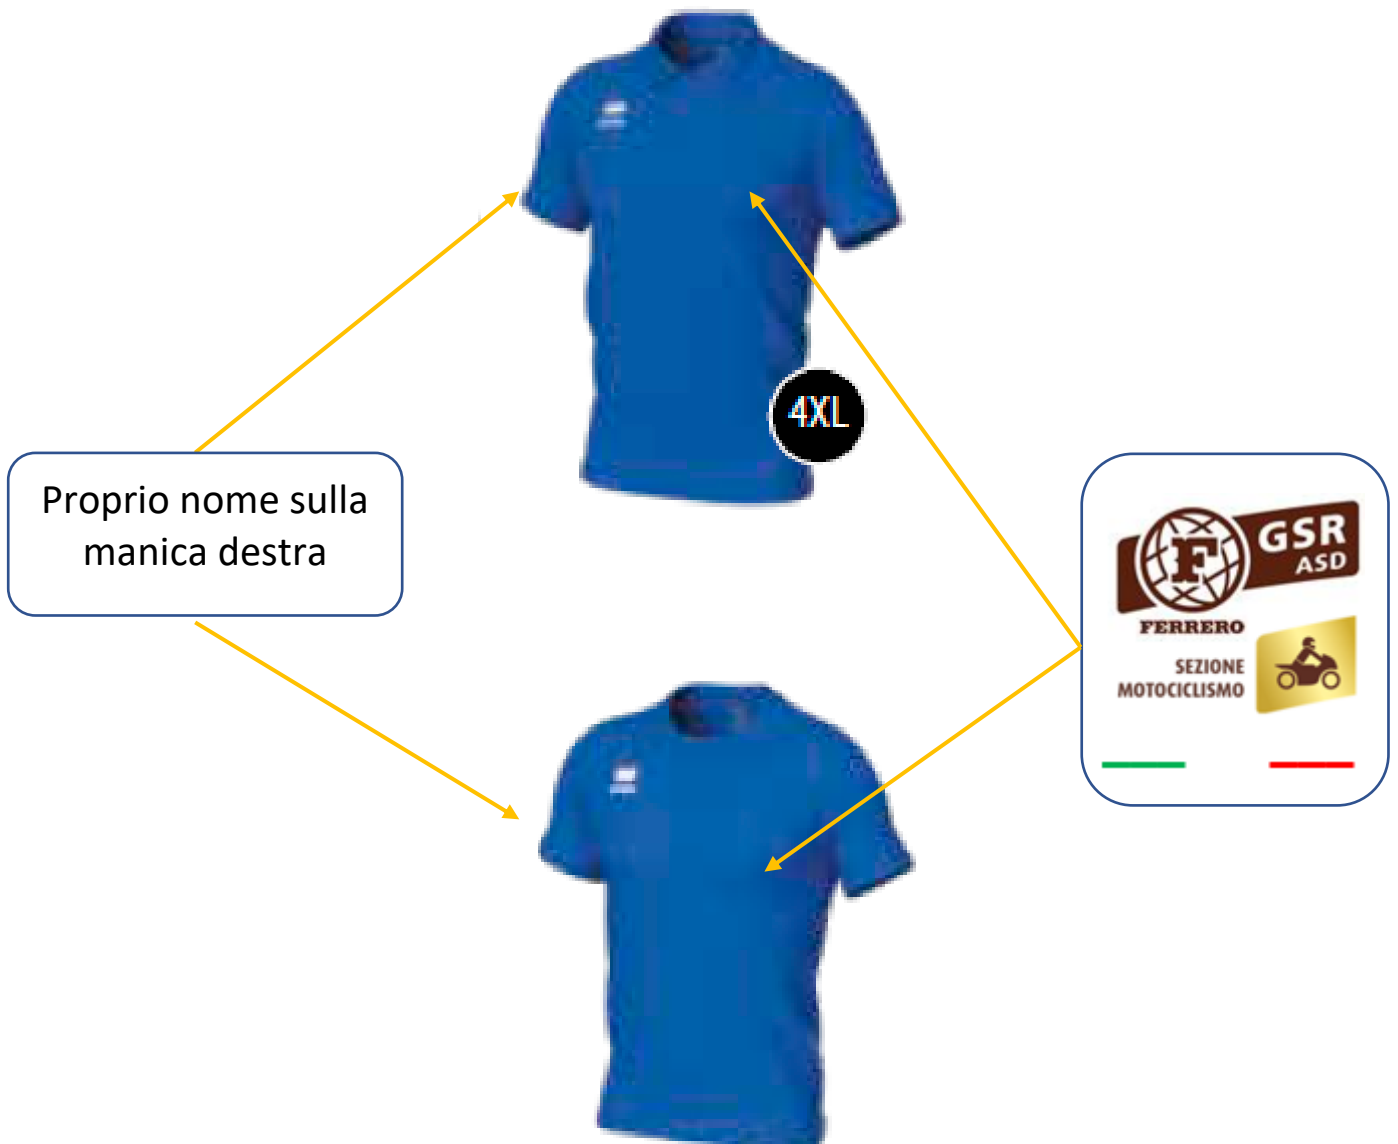 4XL
Proprio nome sulla
manica destra
F
GSR
ASD
FERRERO
SEZIONE
MOTOCICLISMO